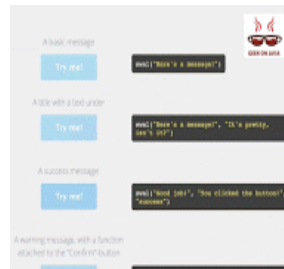 A basic message
Try me!
swal("Here's a message!")
A title with a text under
Try me!
swal("Here's a message!", "It's pretty,
isn't it?")
A success message
Try me!
swal("Good job!", "You clicked the button!",
"success")
A warning message, with a function
attached to the "Confirm"-button